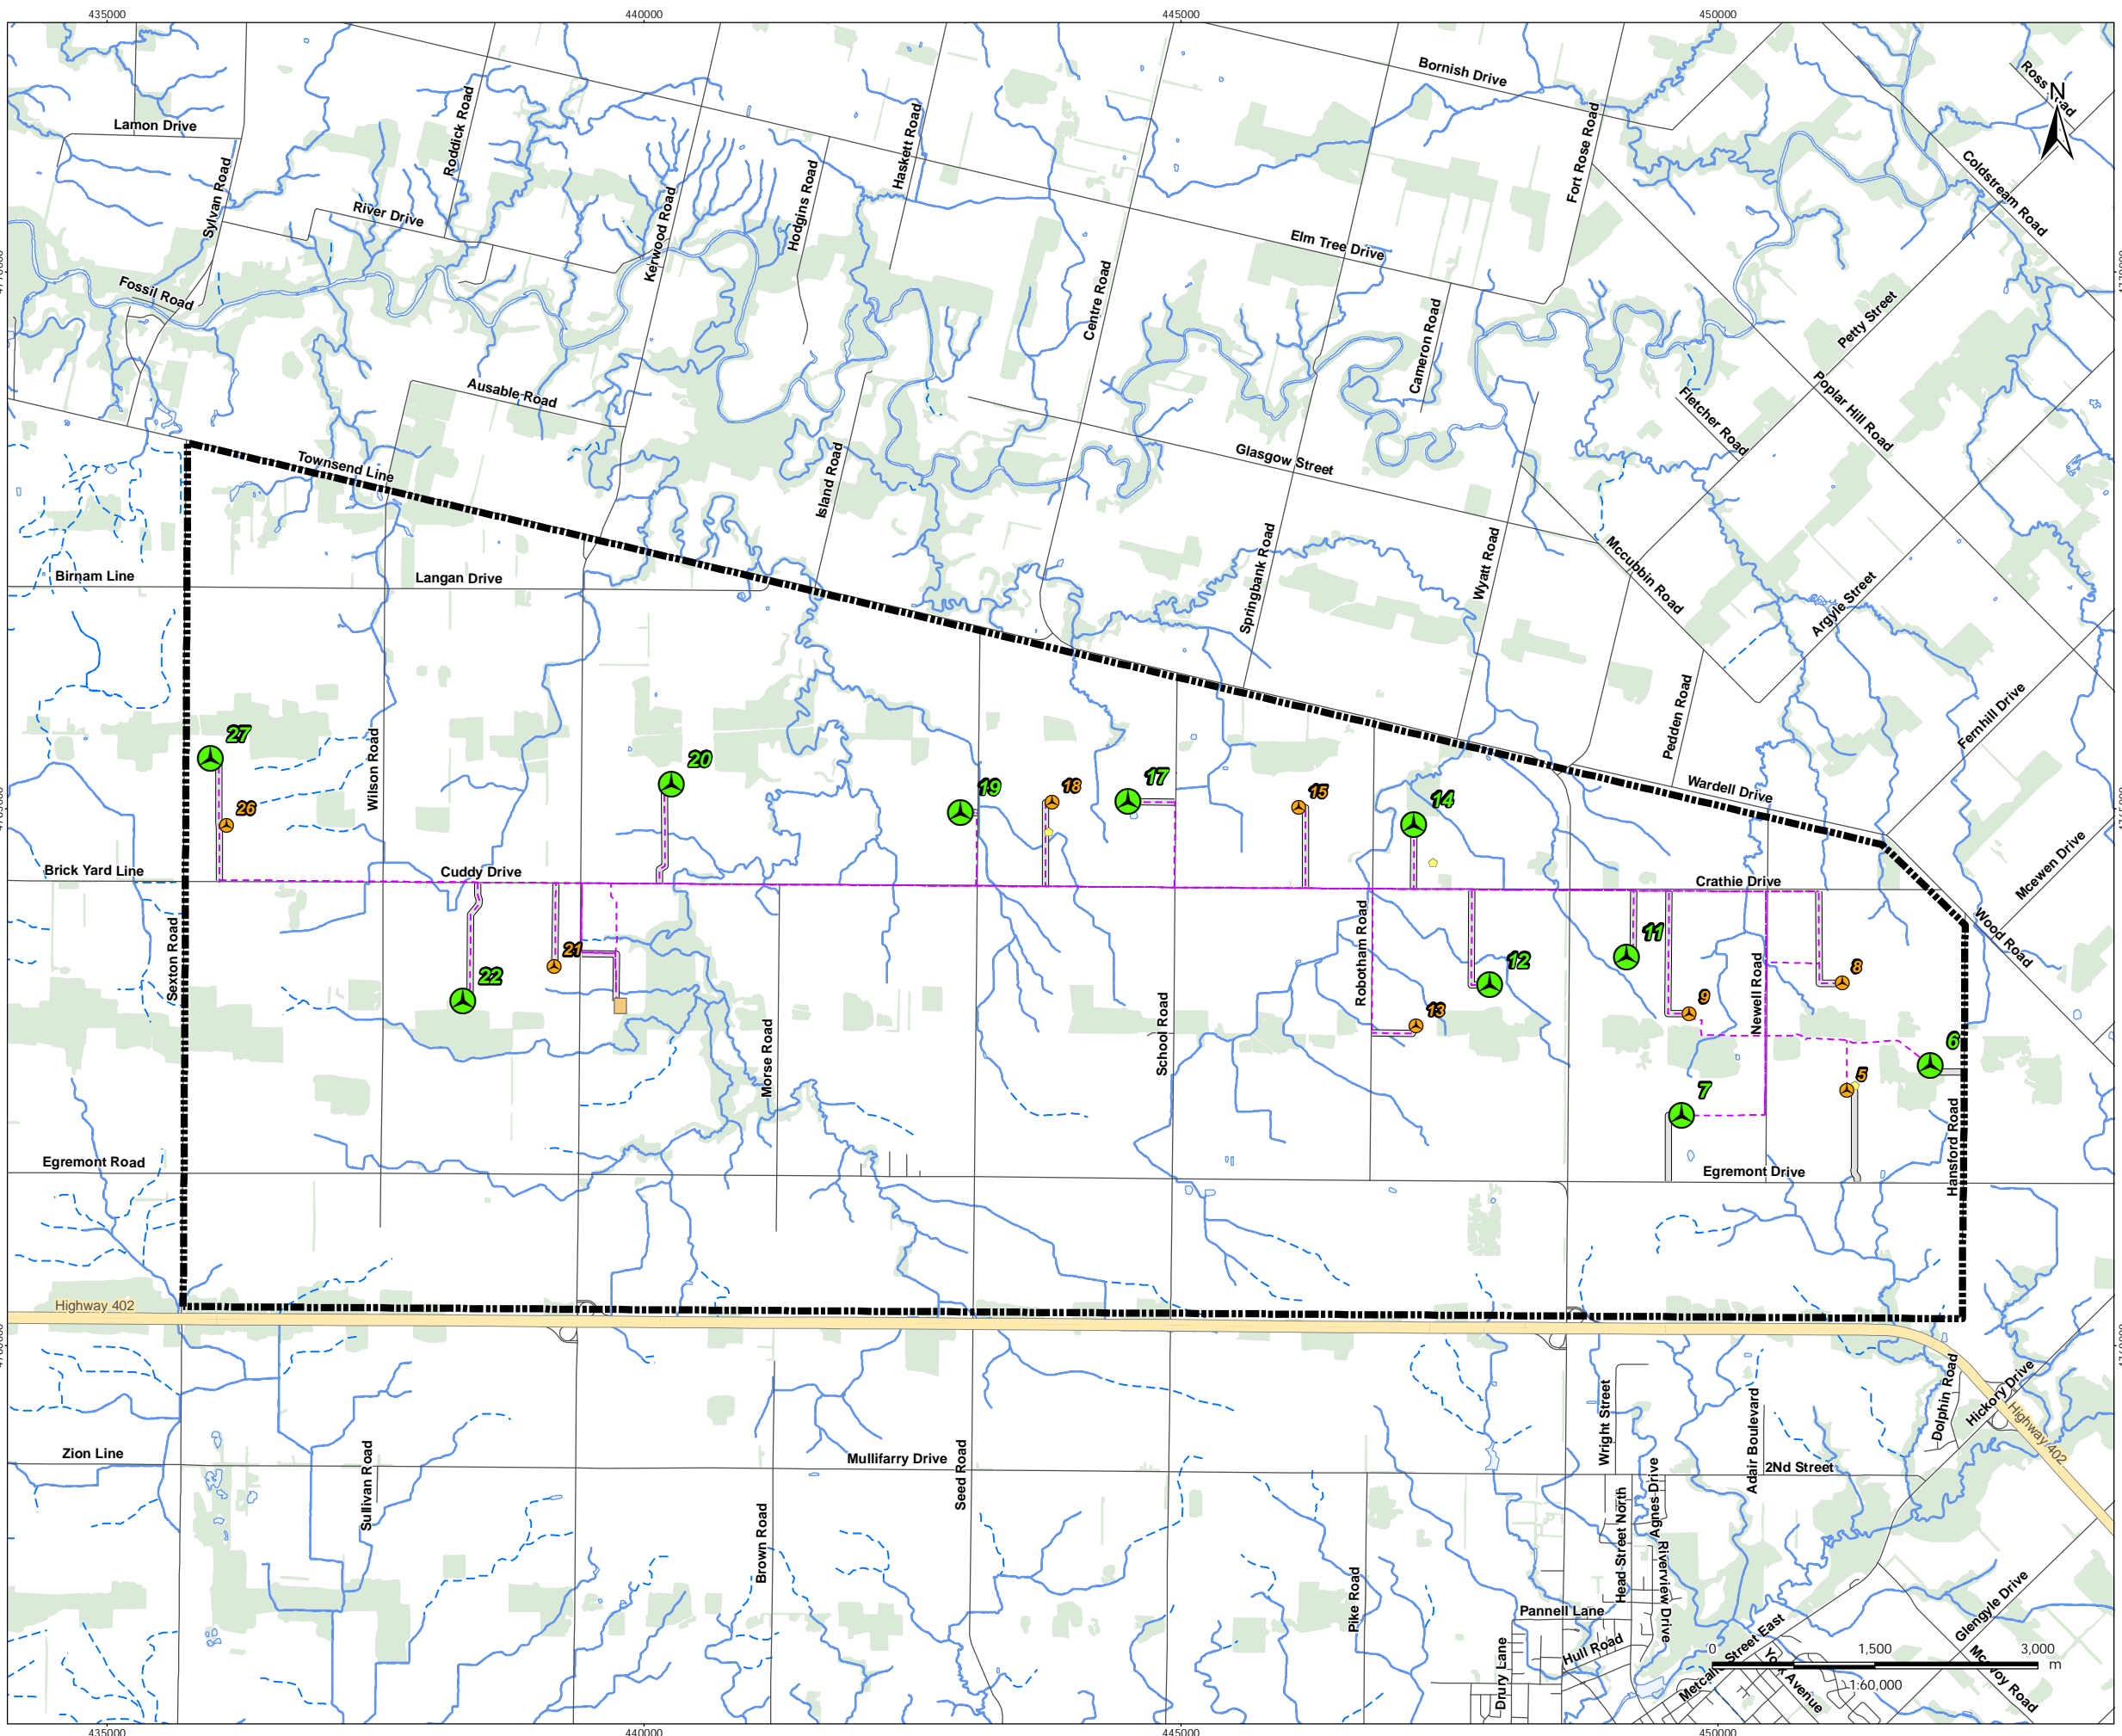 435000
440000
445000
450000
Bornish Drive
Ross Road
N
Lamon Drive
Roddick Road
Haskett Road
Fort Rose Road
Coldstream Road
Sylvan Road
River Drive
Kerwood Road
Hodgins Road
Elm Tree Drive
Centre Road
Fossil Road
Cameron Road
Petty Street
Ausable Road
Poplar Hill Road
Fletcher Road
Townsend Line
Island Road
Glasgow Street
Springbank Road
Wyatt Road
Mccubbin Road
Argyle Street
Birnam Line
Langan Drive
Pedden Road
Fernhill Drive
27
Wilson Road
20
26
19
18
17
15
14
Wardell Drive
Mcewen Drive
Brick Yard Line
Cuddy Drive
Crathie Drive
Sexton Road
21
22
Robotham Road
12
11
13
9
Newell Road
8
Wood Road
Morse Road
School Road
6
5
7
Hansford Road
Egremont Road
Egremont Drive
Highway 402
Dolphin Road
Hickory Drive
Highway 402
Wright Street
Adair Boulevard
Zion Line
Sullivan Road
Mullifarry Drive
Seed Road
2Nd Street
Head Street North
Agnes Drive
Brown Road
Pike Road
Riverview Drive
Pannell Lane
Hull Road
Drury Lane
Metcalfe Street East
York Avenue
Glengyle Drive
Mcevoy Road
0 1,500 3,000
m
1:60,000
435000
440000
445000
450000